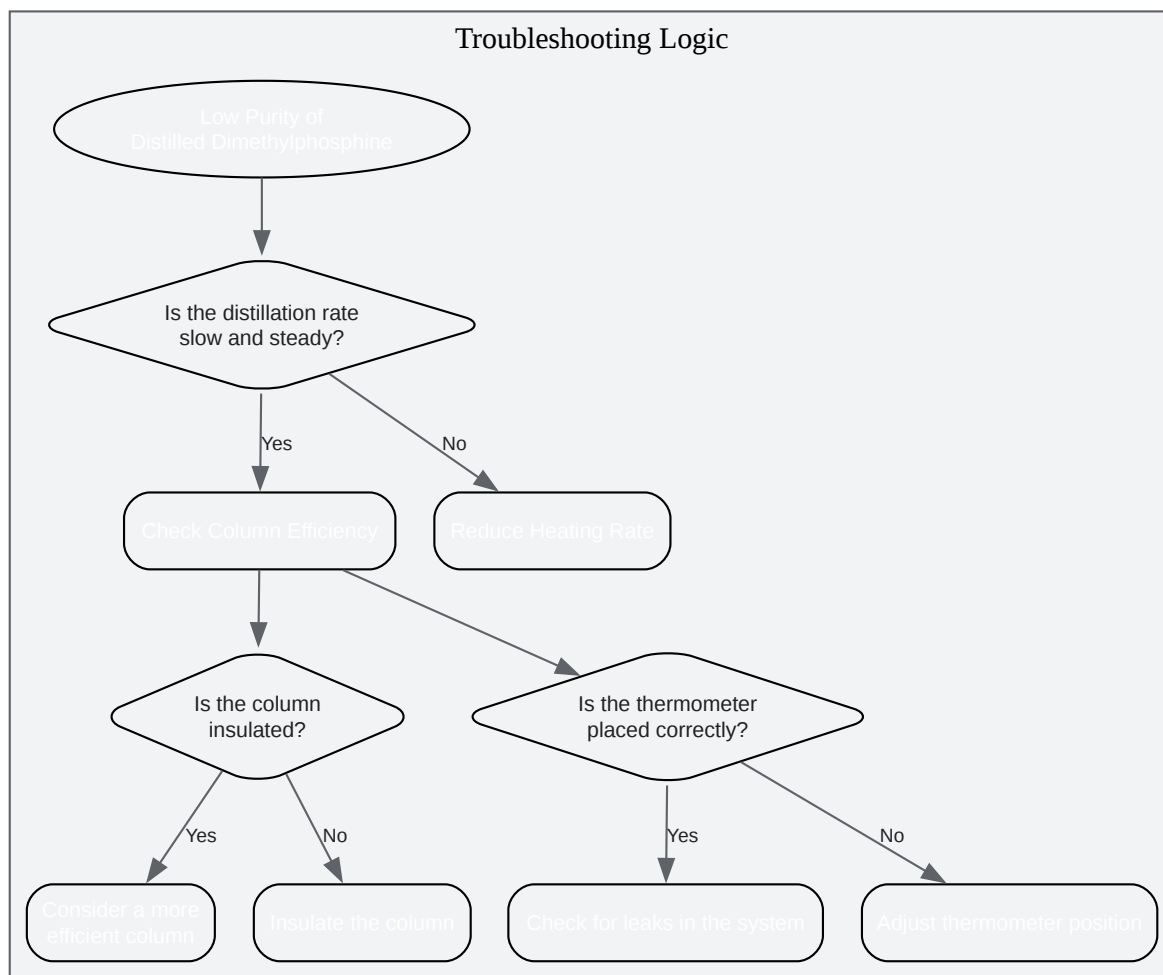 Troubleshooting Logic
Low Purity of
Distilled Dimethylphosphine
Is the distillation rate
slow and steady?
Yes
No
Check Column Efficiency
Reduce Heating Rate
Is the column
insulated?
Is the thermometer
placed correctly?
Yes
No
Yes
No
Consider a more
efficient column
Insulate the column
Check for leaks in the system
Adjust thermometer position